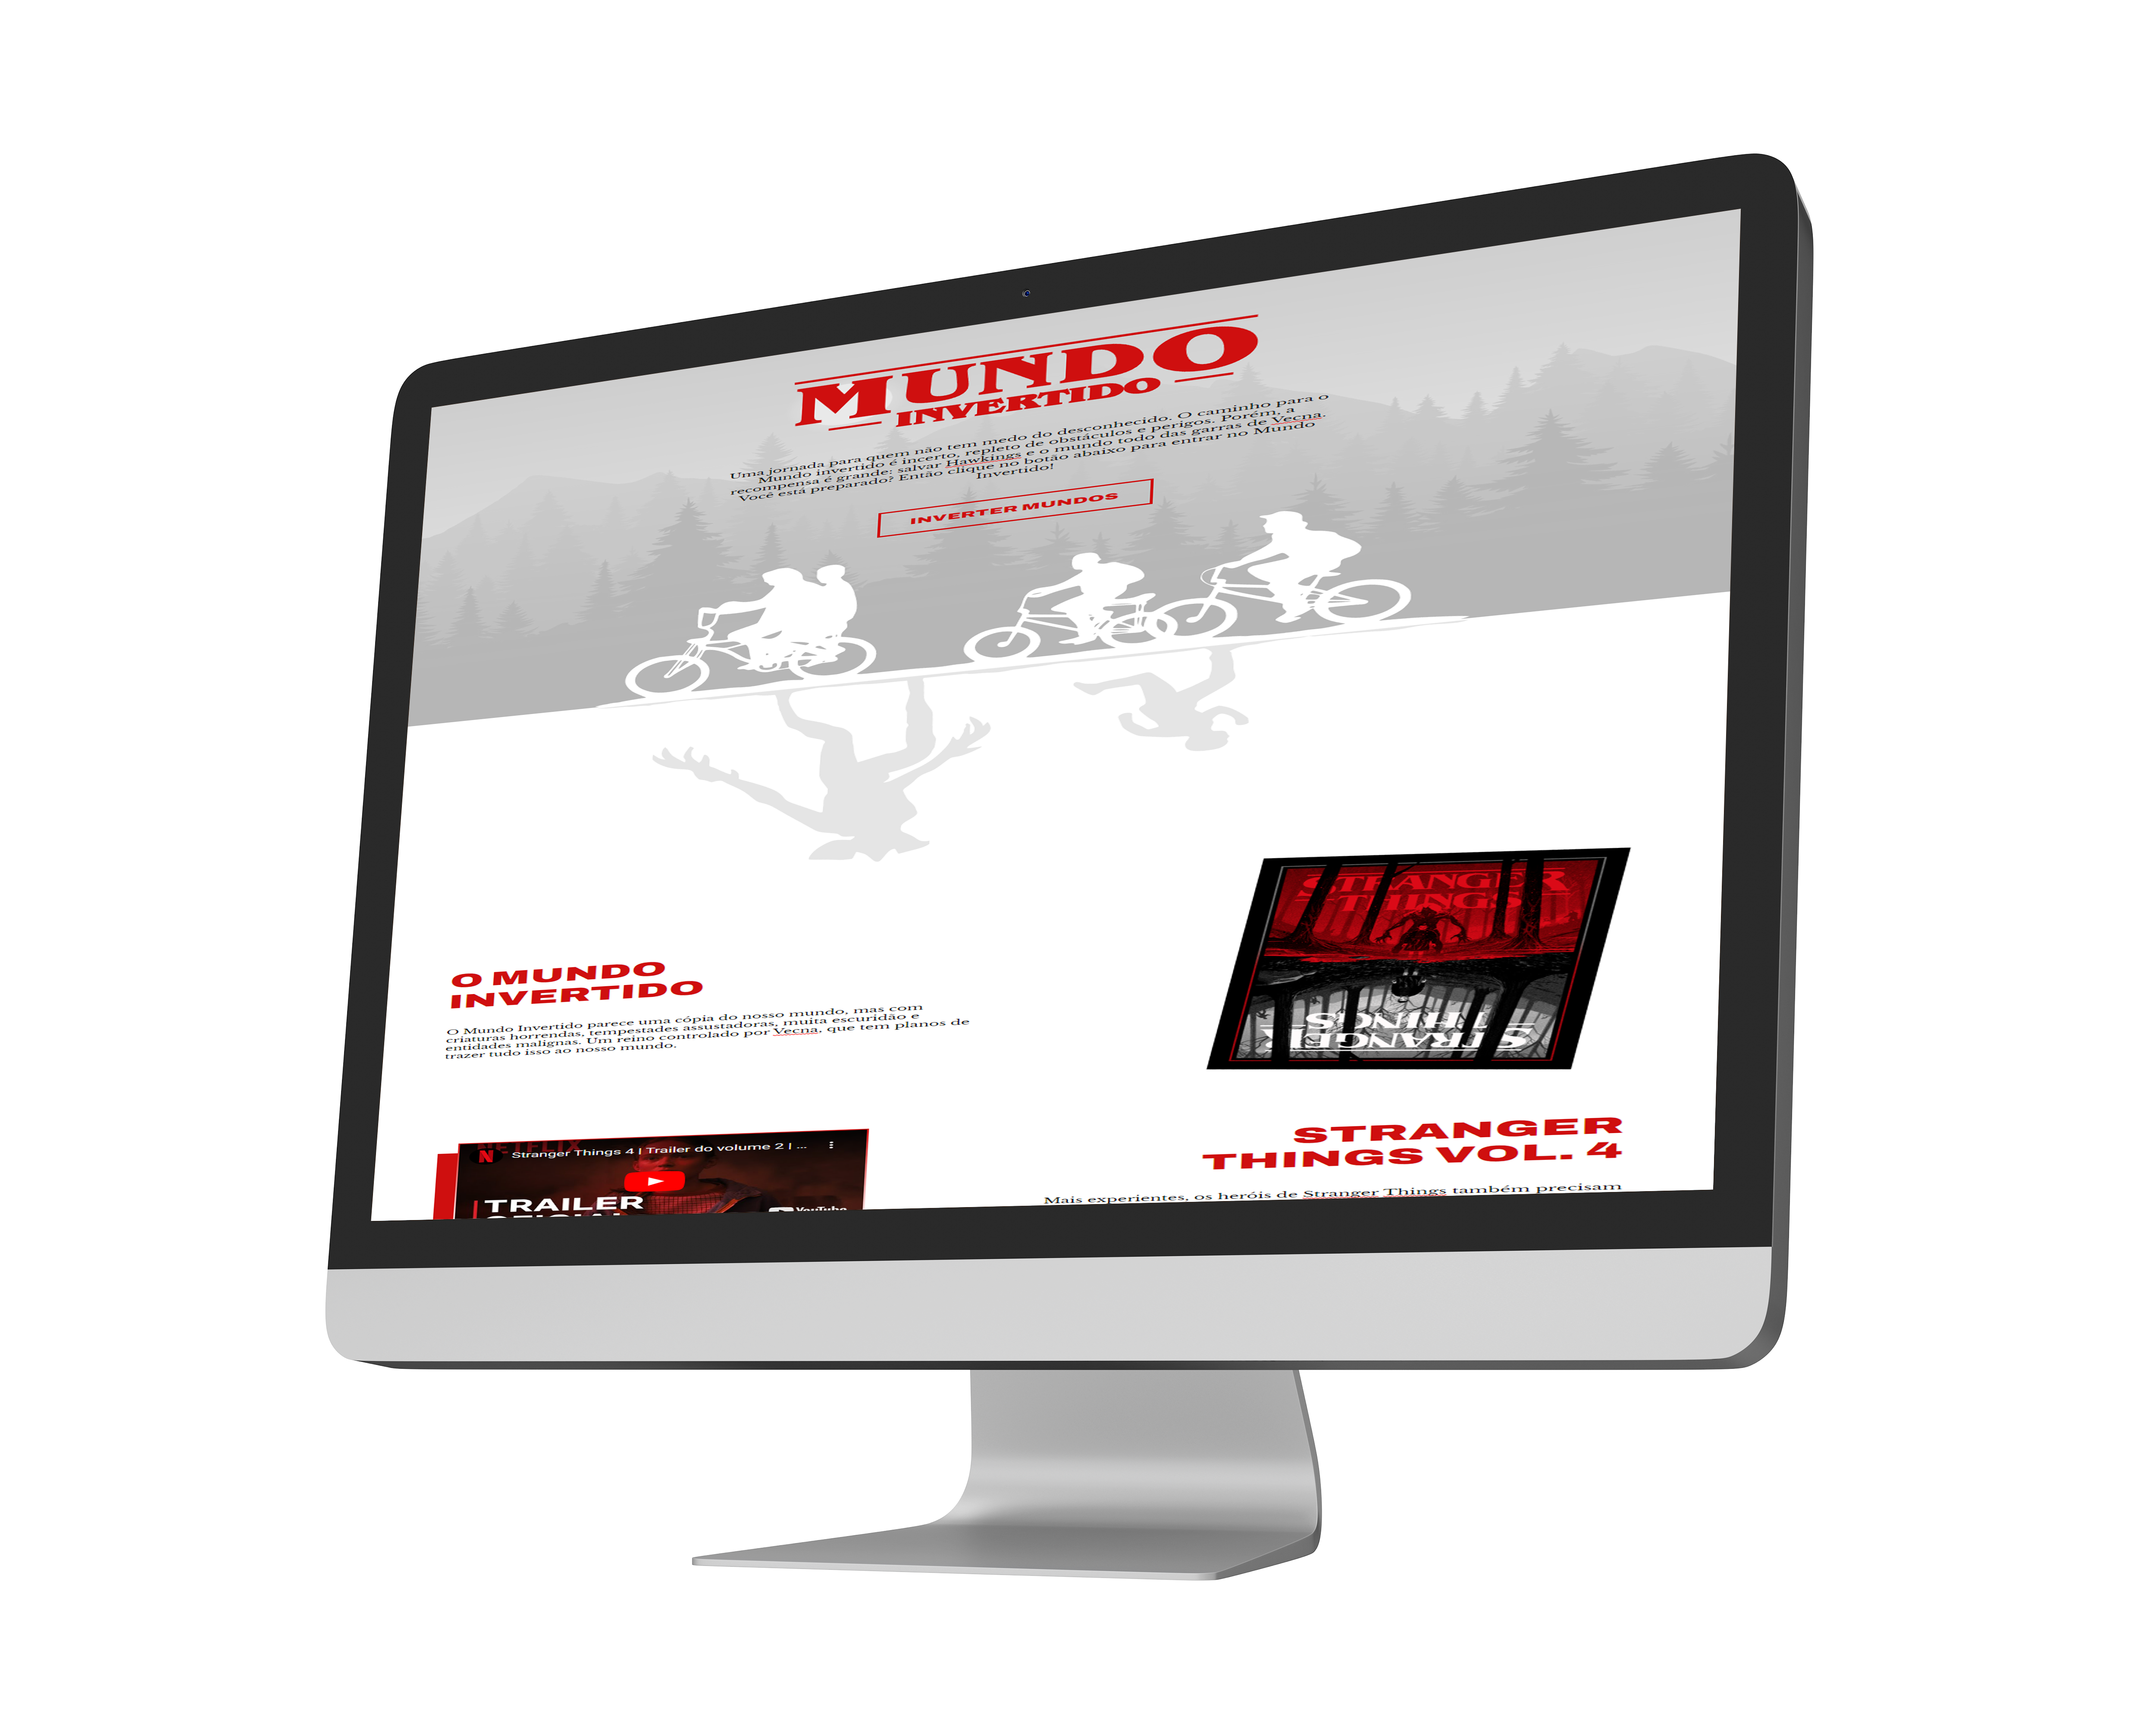 MUNDO
INVERTIDO
Uma jornada para quem não tem medo do desconhecido. O caminho para o
Mundo invertido é incerto, repleto de obstáculos e perigos. Porém, a
recompensa é grande: salvar Hawkings e o mundo todo das garras de Vecna.
Você está preparado? Então clique no botão abaixo para entrar no Mundo
Invertido!
INVERTER MUNDOS
STRANGER
THINGS
THINGS
STRANGER
O MUNDO
INVERTIDO
O Mundo Invertido parece uma cópia do nosso mundo, mas com
criaturas horrendas, tempestades assustadoras, muita escuridão e
entidades malignas. Um reino controlado por Vecna, que tem planos de
trazer tudo isso ao nosso mundo.
NETFLIX
N
Stranger Things 4 | Trailer do volume 2 | ...
TRAILER
OFICIAL
YouTube
STRANGER
THINGS VOL. 4
Mais experientes, os heróis de Stranger Things também precisam